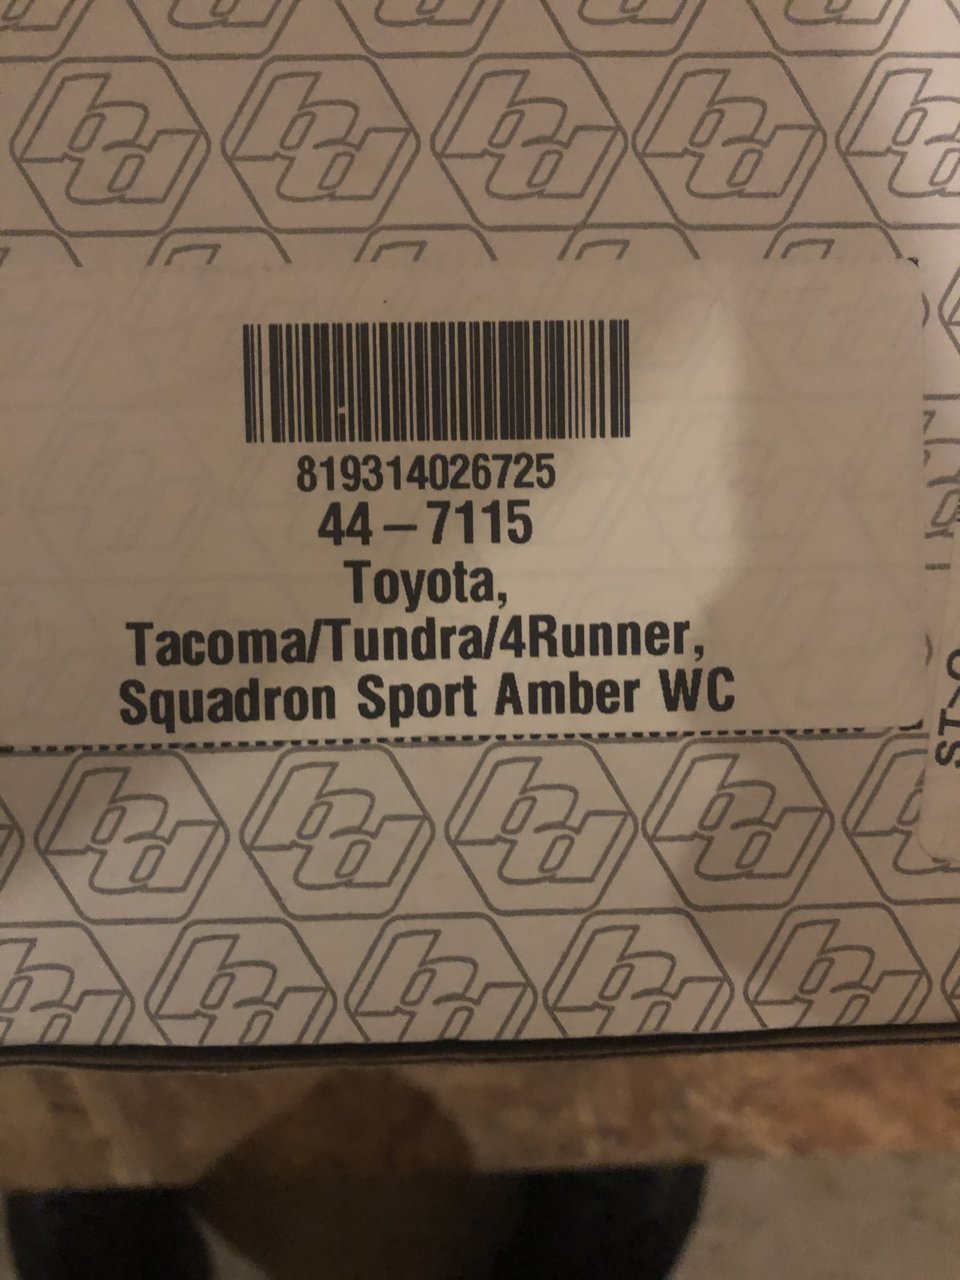 819314026725
44-7115
Toyota,
Tacoma/Tundra/4Runner,
Squadron Sport Amber WC